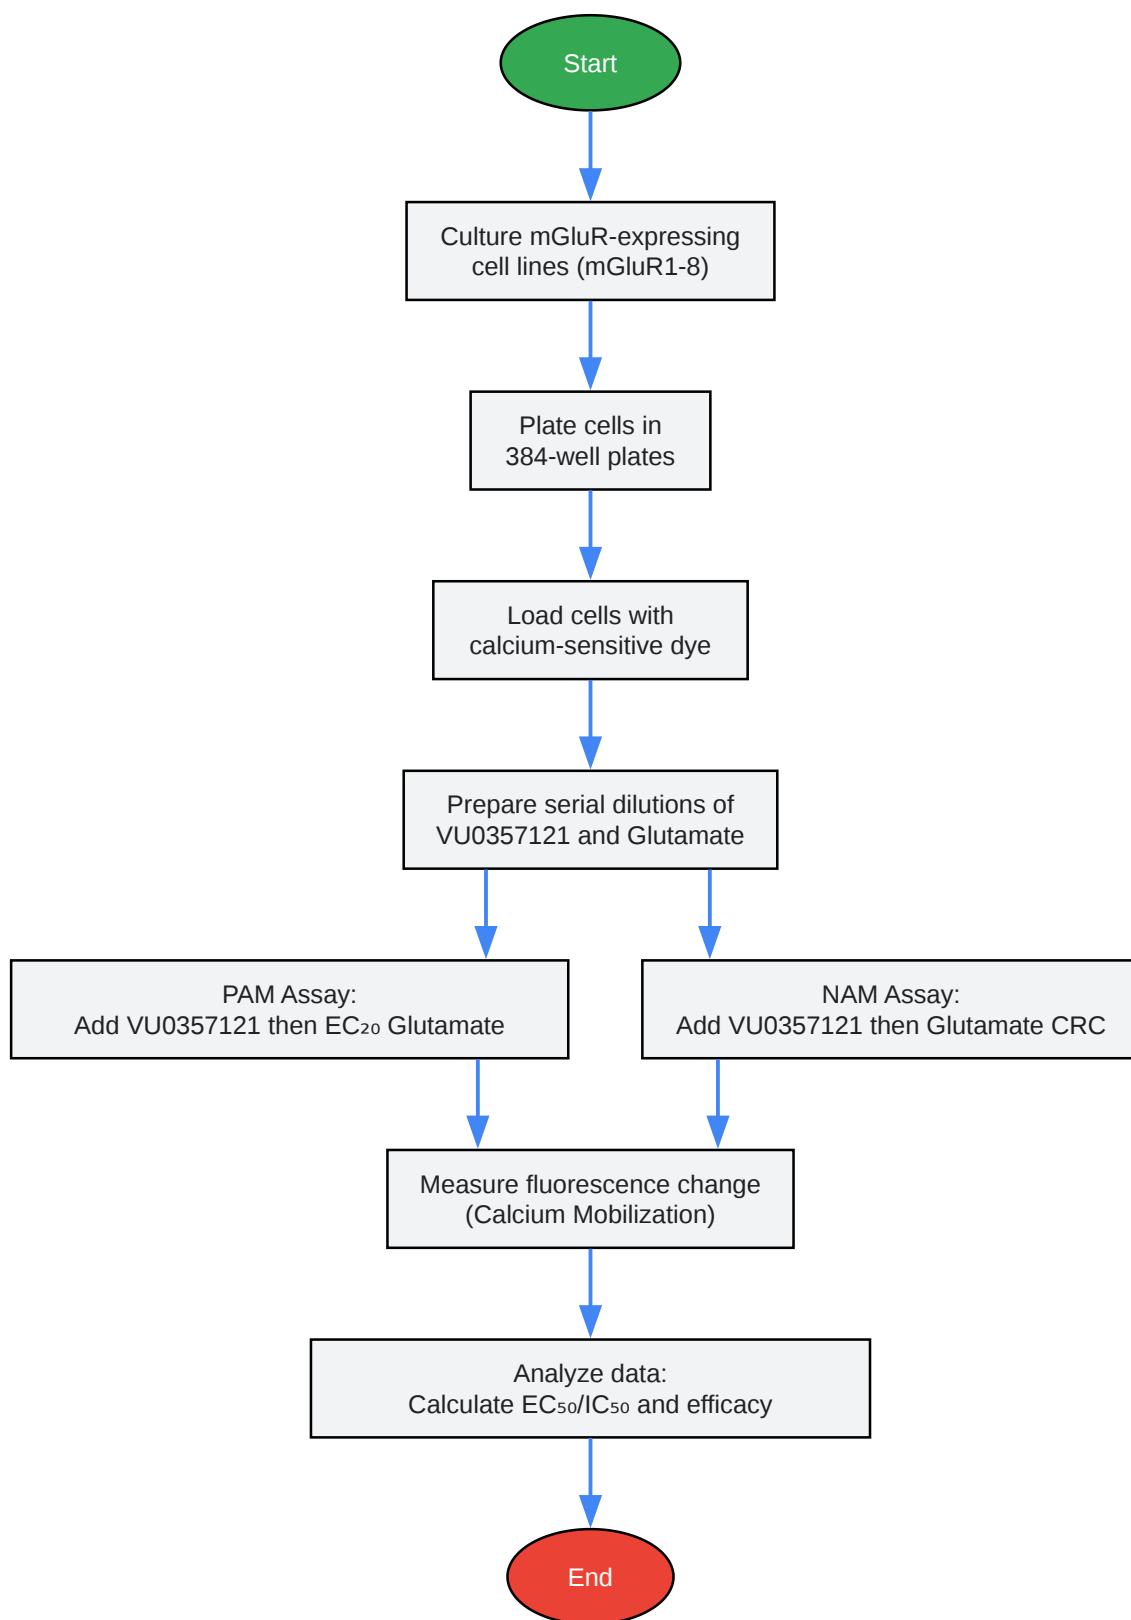 Start
Culture mGluR-expressing
cell lines (mGluR1-8)
Plate cells in
384-well plates
Load cells with
calcium-sensitive dye
Prepare serial dilutions of
VU0357121 and Glutamate
PAM Assay:
Add VU0357121 then EC₂₀ Glutamate
NAM Assay:
Add VU0357121 then Glutamate CRC
Measure fluorescence change
(Calcium Mobilization)
Analyze data:
Calculate EC₅₀/IC₅₀ and efficacy
End